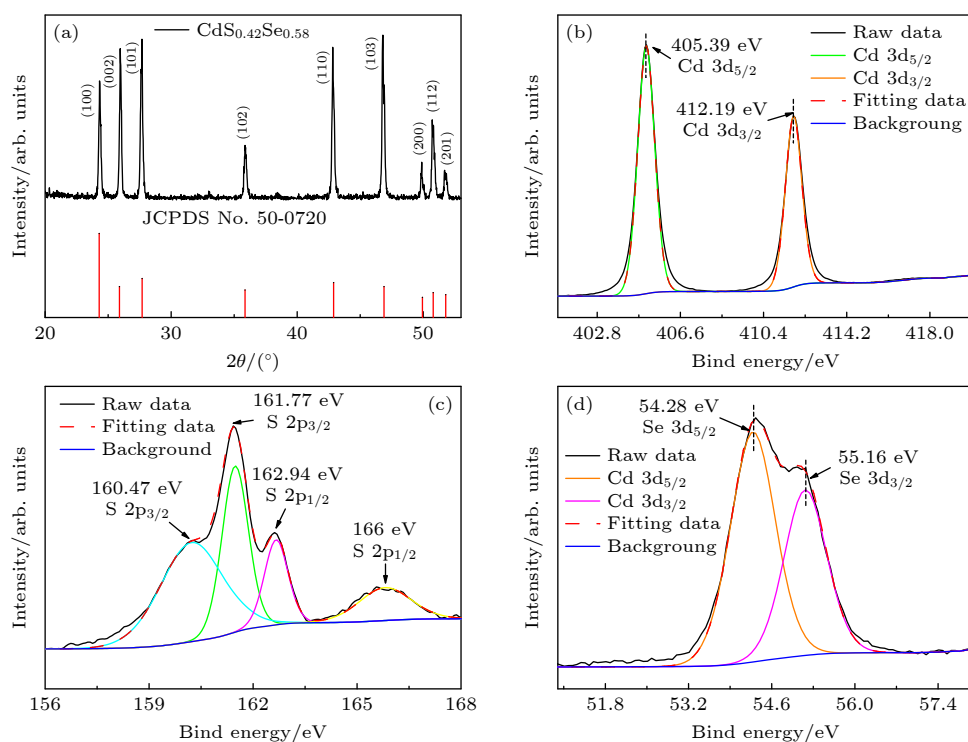 (a)
CdS₀.₄₂Se₀.₅₈
(100)
(002)
(101)
(102)
(110)
(103)
(200)
(112)
(201)
JCPDS No. 50-0720
Intensity/arb. units
20 30 40 50
2θ/(°)
(b)
405.39 eV
Cd 3d₅/₂
412.19 eV
Cd 3d₃/₂
Raw data
Cd 3d₅/₂
Cd 3d₃/₂
Fitting data
Backgroung
Intensity/arb. units
402.8 406.6 410.4 414.2 418.0
Bind energy/eV
(c)
Raw data
Fitting data
Background
161.77 eV
S 2p₃/₂
162.94 eV
S 2p₁/₂
160.47 eV
S 2p₃/₂
166 eV
S 2p₁/₂
Intensity/arb. units
156 159 162 165 168
Bind energy/eV
(d)
54.28 eV
Se 3d₅/₂
55.16 eV
Se 3d₃/₂
Raw data
Cd 3d₅/₂
Cd 3d₃/₂
Fitting data
Backgroung
Intensity/arb. units
51.8 53.2 54.6 56.0 57.4
Bind energy/eV